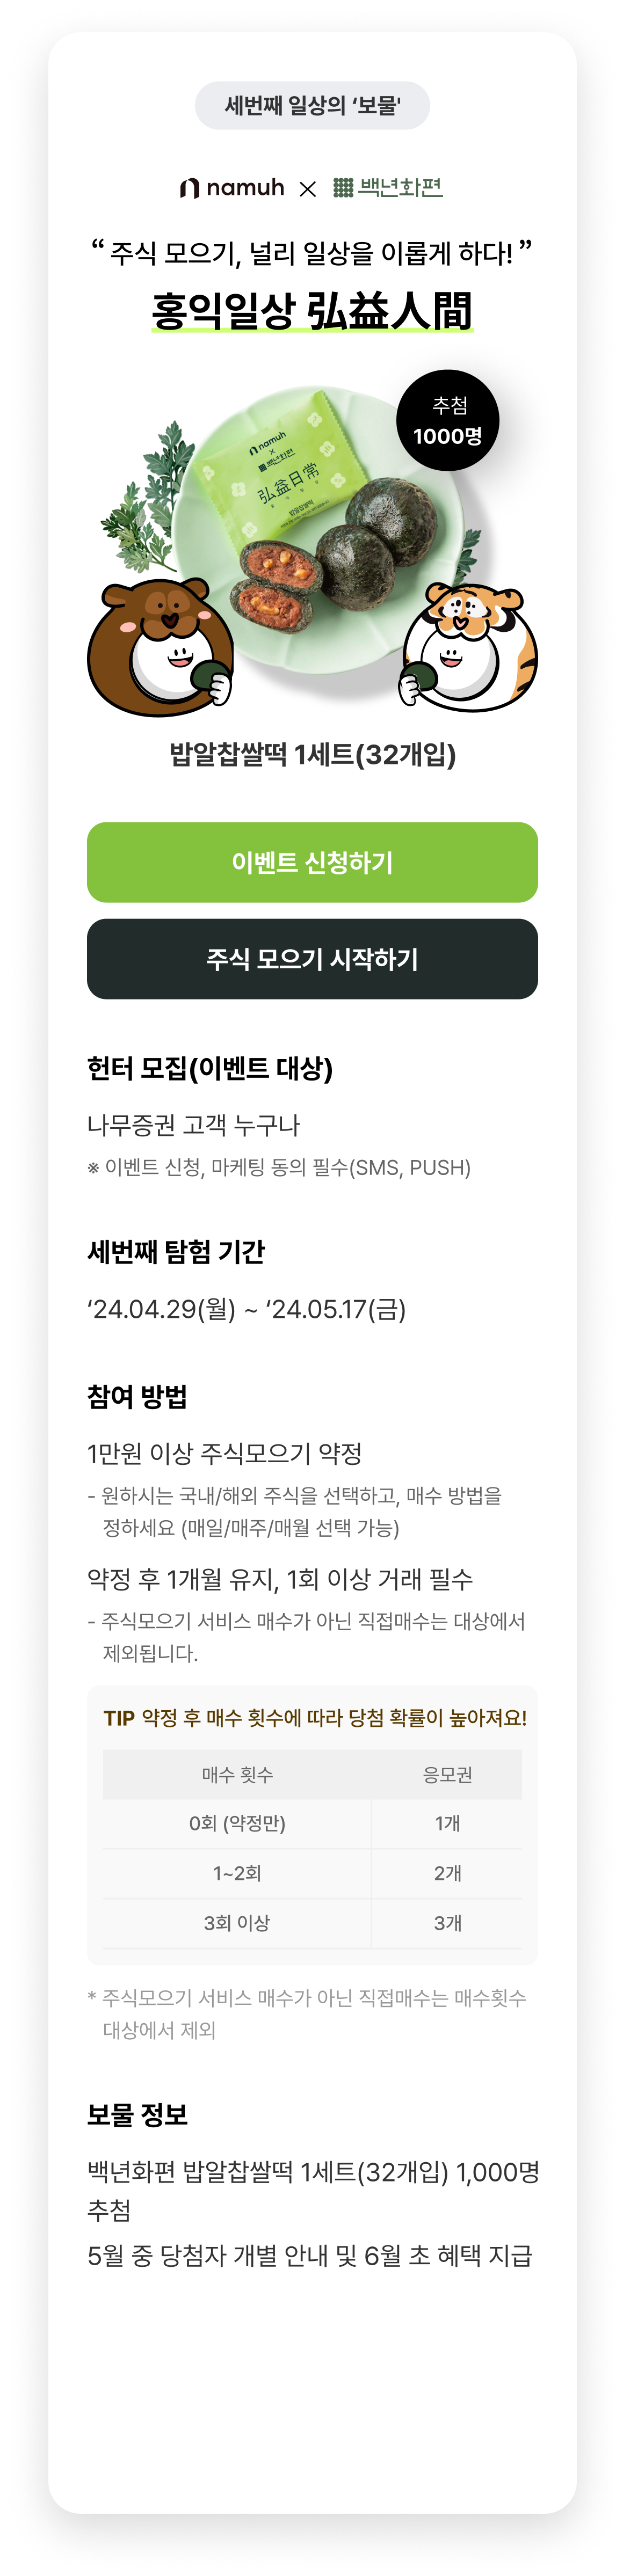 세번째 일상의 ‘보물'
namuh × 백년화편
“ 주식 모으기, 널리 일상을 이롭게 하다! ”
홍익일상 弘益人間
추첨
1000명
namuh
×
백년화편
弘益日常
홍익일상
밥알찹쌀떡
밥알찹쌀떡 1세트(32개입)
이벤트 신청하기
주식 모으기 시작하기
헌터 모집(이벤트 대상)
나무증권 고객 누구나
※ 이벤트 신청, 마케팅 동의 필수(SMS, PUSH)
세번째 탐험 기간
‘24.04.29(월) ~ ‘24.05.17(금)
참여 방법
1만원 이상 주식모으기 약정
- 원하시는 국내/해외 주식을 선택하고, 매수 방법을
정하세요 (매일/매주/매월 선택 가능)
약정 후 1개월 유지, 1회 이상 거래 필수
- 주식모으기 서비스 매수가 아닌 직접매수는 대상에서
제외됩니다.
TIP 약정 후 매수 횟수에 따라 당첨 확률이 높아져요!
매수 횟수 응모권
0회 (약정만) 1개
1~2회 2개
3회 이상 3개
* 주식모으기 서비스 매수가 아닌 직접매수는 매수횟수
대상에서 제외
보물 정보
백년화편 밥알찹쌀떡 1세트(32개입) 1,000명
추첨
5월 중 당첨자 개별 안내 및 6월 초 혜택 지급